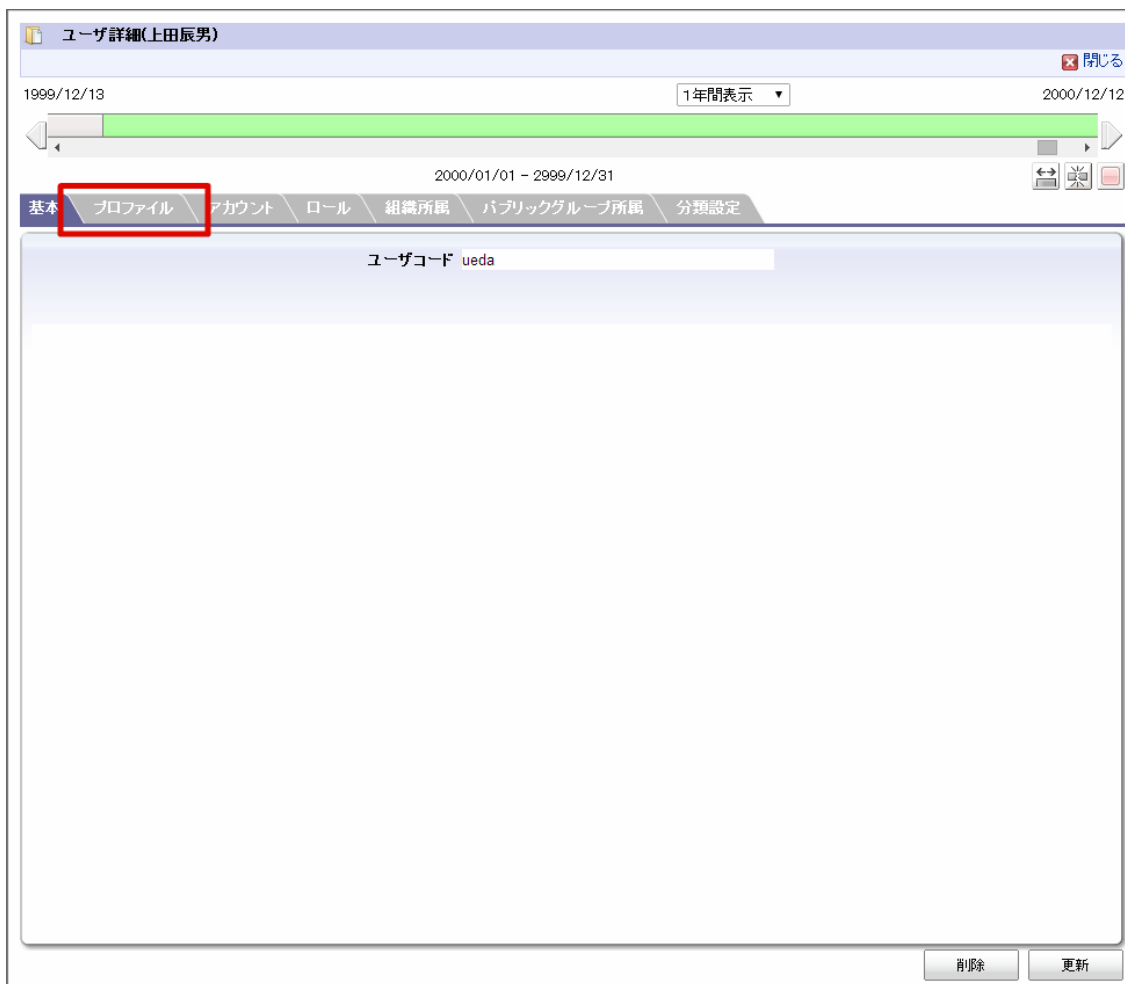 ユーザ詳細(上田辰男)
閉じる
1999/12/13 1年間表示 2000/12/12
2000/01/01 - 2999/12/31
基本 プロファイル アカウント ロール 組織所属 パブリックグループ所属 分類設定
ユーザコード ueda
削除 更新